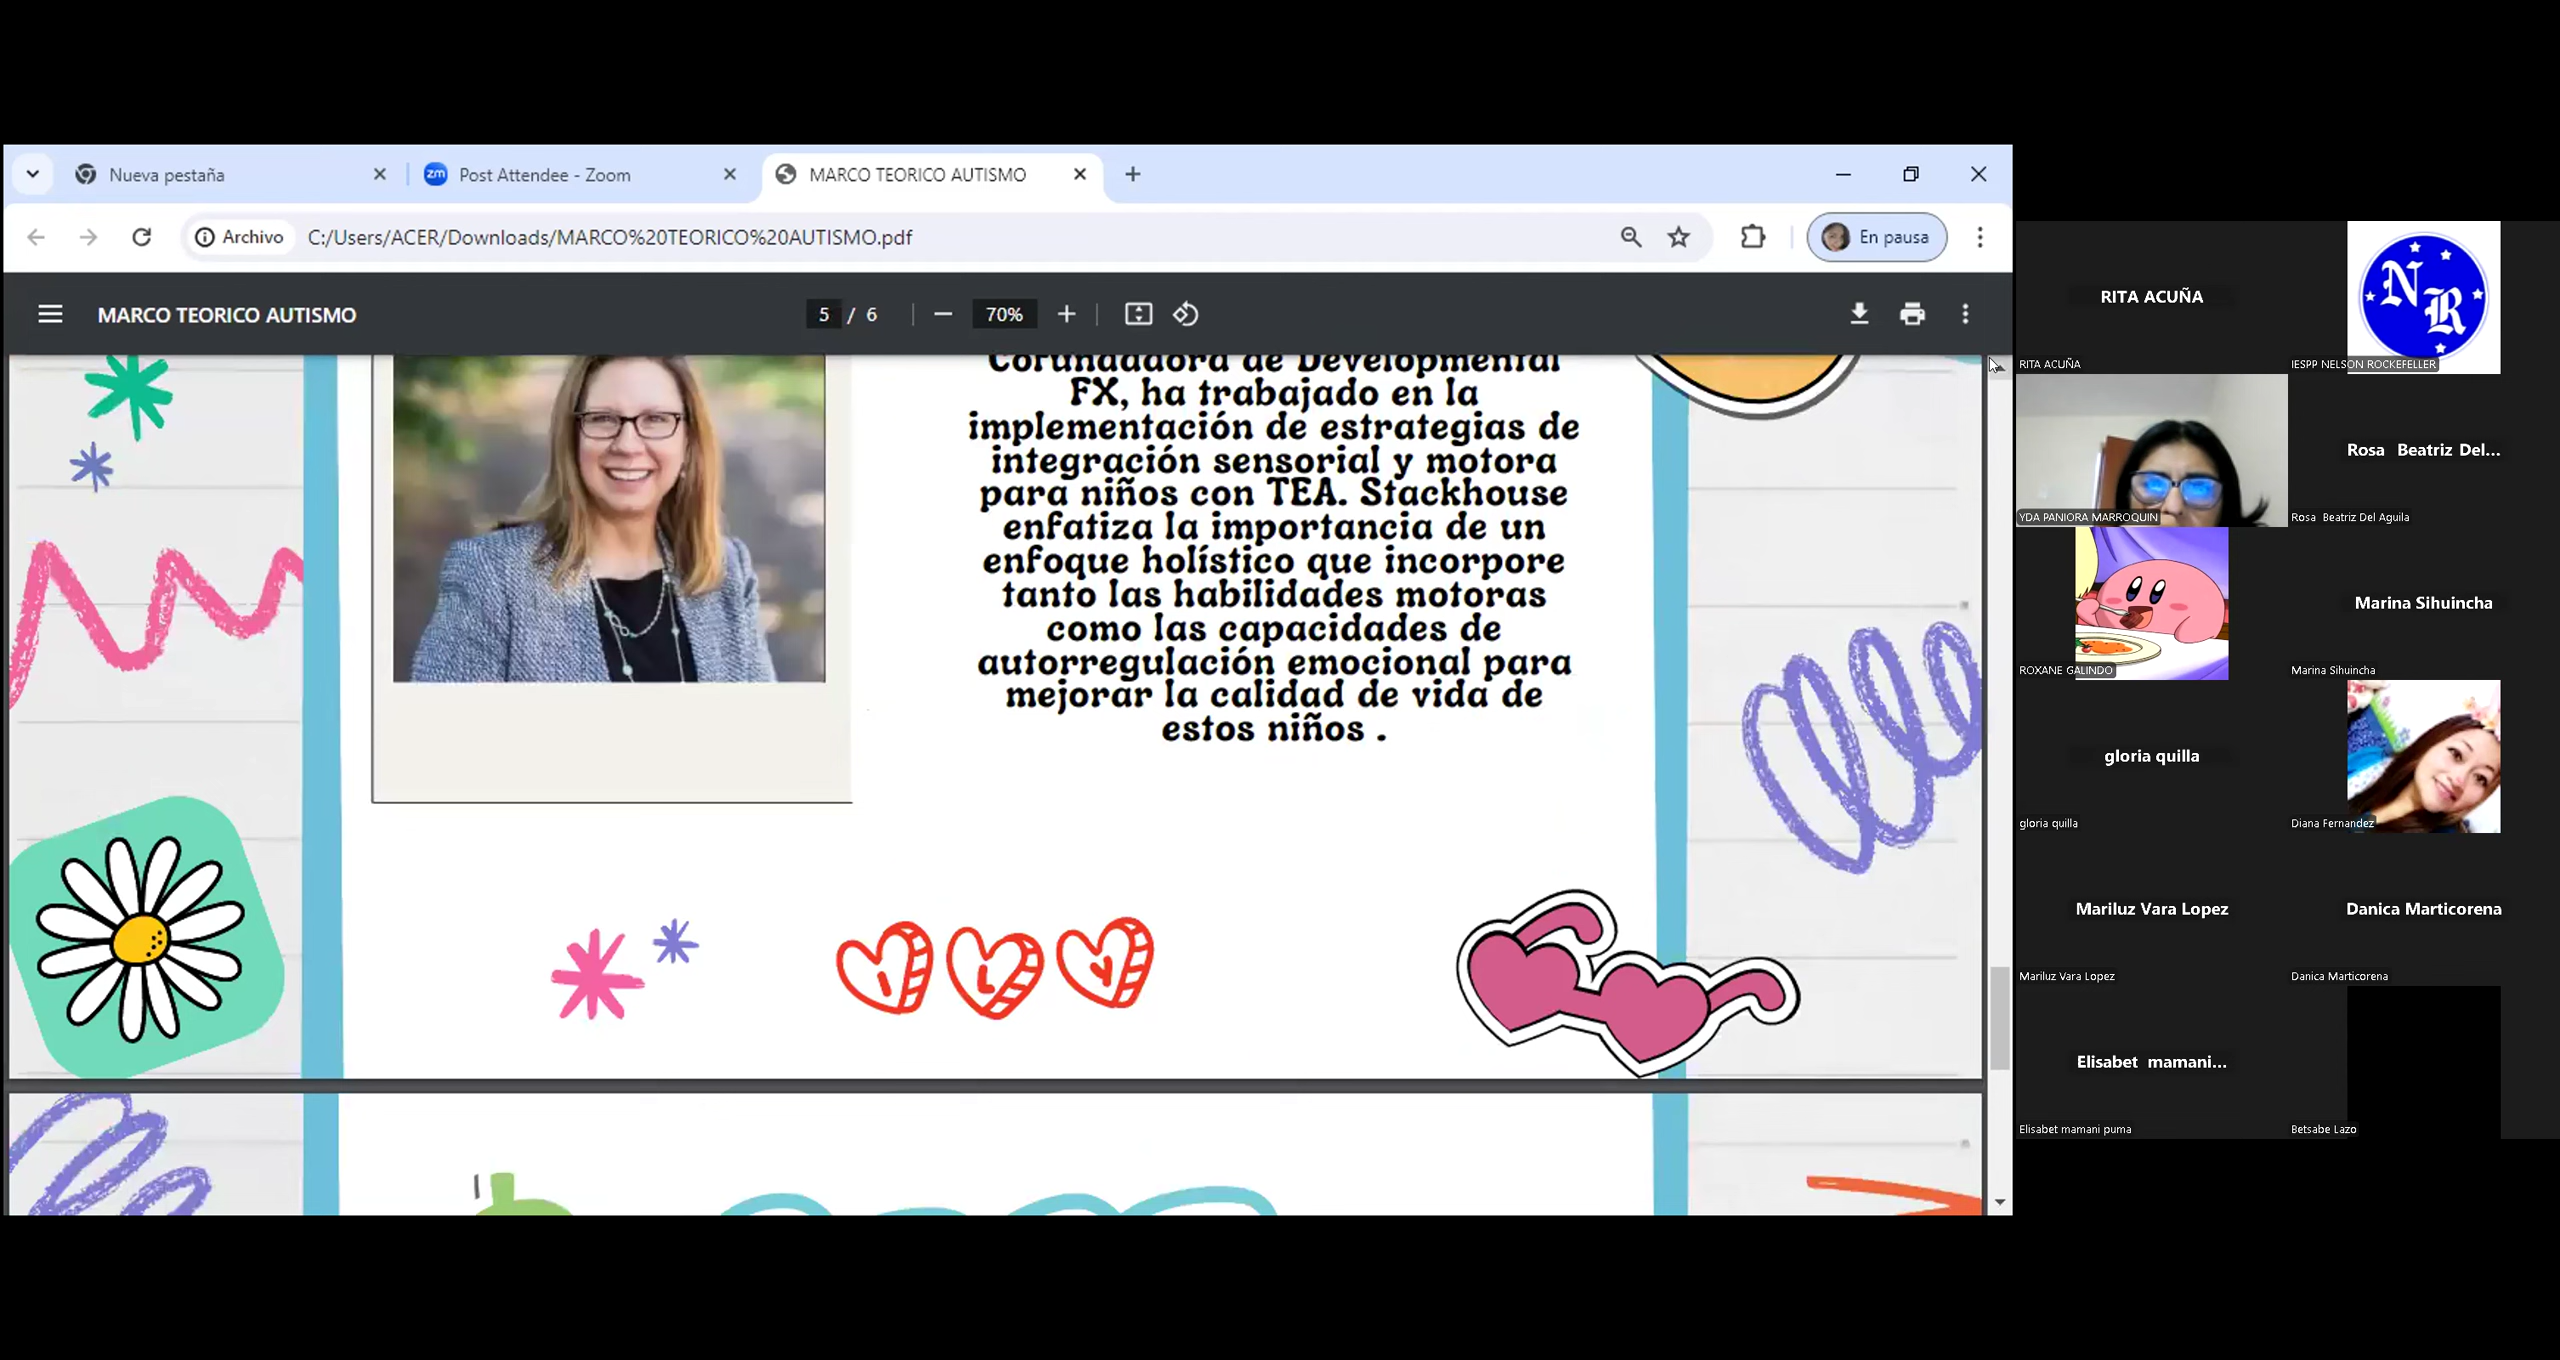 Nueva pestaña
Post Attendee - Zoom
MARCO TEORICO AUTISMO
Archivo
C:/Users/ACER/Downloads/MARCO%20TEORICO%20AUTISMO.pdf
En pausa
MARCO TEORICO AUTISMO
5 / 6
70%
Cofundadora de Developmental
FX, ha trabajado en la
implementación de estrategias de
integración sensorial y motora
para niños con TEA. Stackhouse
enfatiza la importancia de un
enfoque holístico que incorpore
tanto las habilidades motoras
como las capacidades de
autorregulación emocional para
mejorar la calidad de vida de
estos niños .
I L Y
RITA ACUÑA
RITA ACUÑA
NR
IESPP NELSON ROCKEFELLER
YDA PANIORA MARROQUIN
Rosa Beatriz Del...
Rosa Beatriz Del Aguila
ROXANE GALINDO
Marina Sihuincha
Marina Sihuincha
gloria quilla
gloria quilla
Diana Fernandez
Mariluz Vara Lopez
Mariluz Vara Lopez
Danica Marticorena
Danica Marticorena
Elisabet mamani...
Elisabet mamani puma
Betsabe Lazo